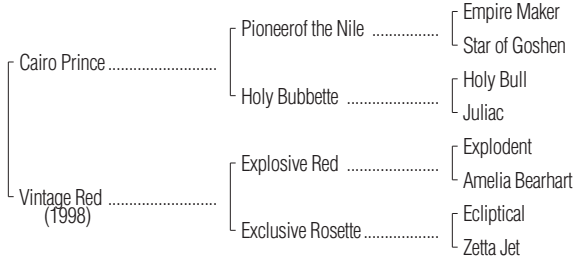 Empire Maker
Pioneerof the Nile ..................
Star of Goshen
Cairo Prince .............................
Holy Bull
Holy Bubbette .........................
Juliac
Explodent
Explosive Red .........................
Amelia Bearhart
Vintage Red .............................
(1998)
Ecliptical
Exclusive Rosette ....................
Zetta Jet